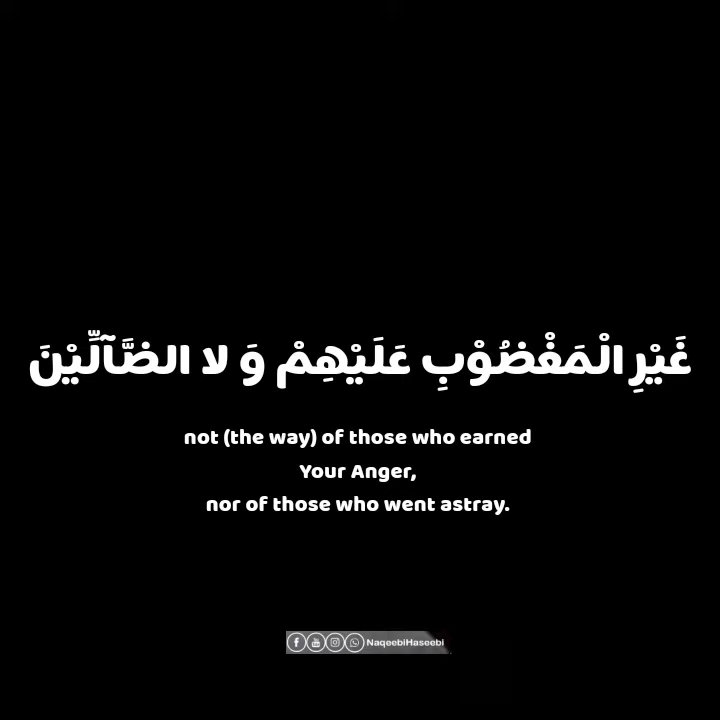 غَيْرِ الْمَغْضُوْبِ عَلَيْهِمْ وَ لا الضَّآلِّيْنَ
not (the way) of those who earned
Your Anger,
nor of those who went astray.
NaqeebiHaseebi